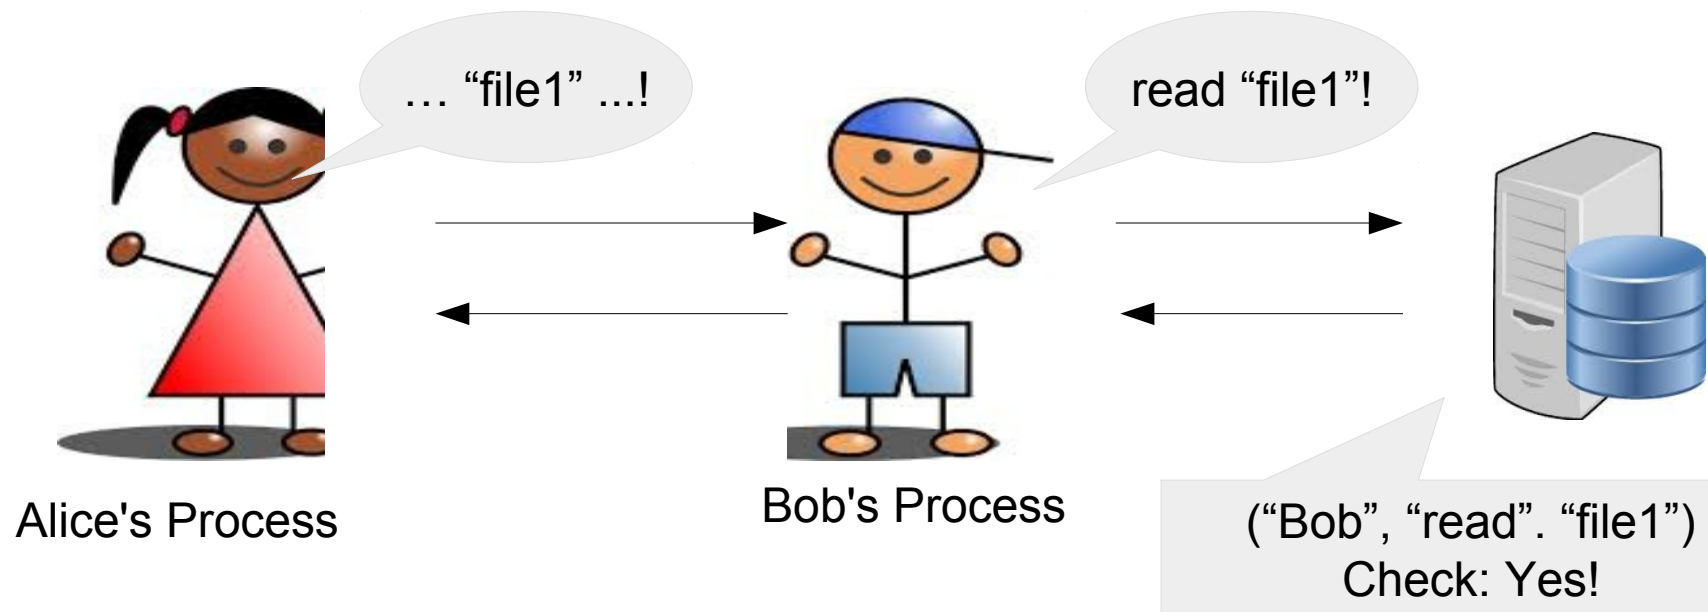 … “file1” ...!
read “file1”!
Alice's Process
Bob's Process
(“Bob”, “read”. “file1”)
Check: Yes!